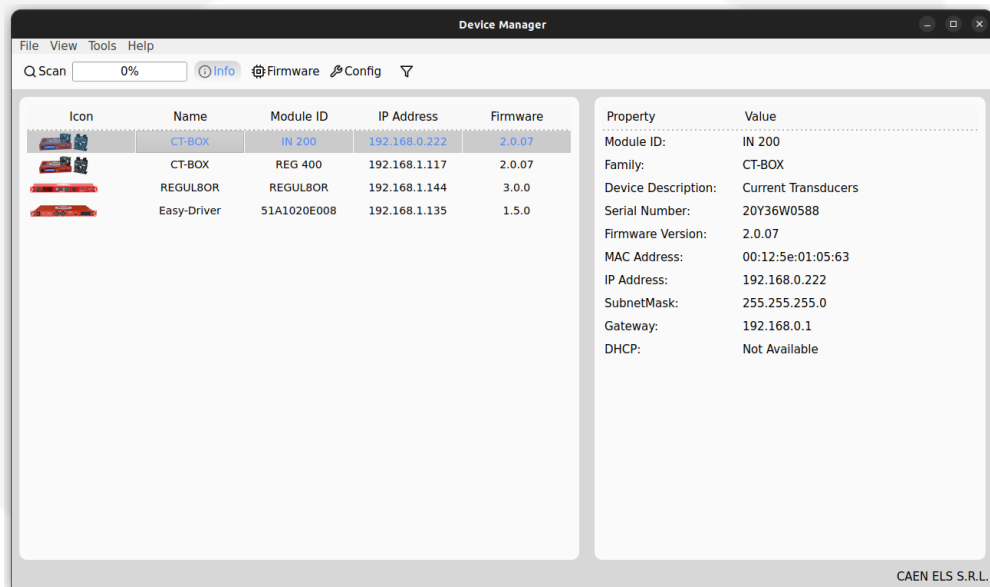 Device Manager
File View Tools Help
Scan 0% Info Firmware Config
Icon Name Module ID IP Address Firmware
CT-BOX IN 200 192.168.0.222 2.0.07
CT-BOX REG 400 192.168.1.117 2.0.07
REGUL8OR REGUL8OR 192.168.1.144 3.0.0
Easy-Driver 51A1020E008 192.168.1.135 1.5.0
Property Value
Module ID: IN 200
Family: CT-BOX
Device Description: Current Transducers
Serial Number: 20Y36W0588
Firmware Version: 2.0.07
MAC Address: 00:12:5e:01:05:63
IP Address: 192.168.0.222
SubnetMask: 255.255.255.0
Gateway: 192.168.0.1
DHCP: Not Available
CAEN ELS S.R.L.